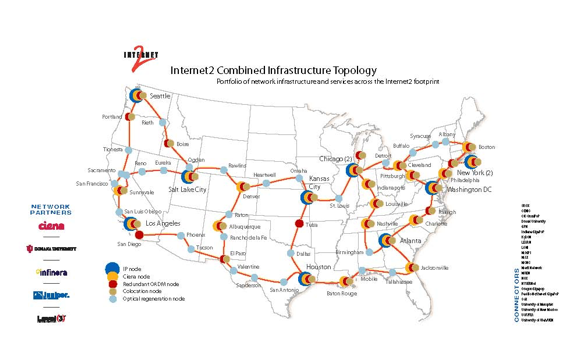 INTERNET
2
Internet2 Combined Infrastructure Topology
Portfolio of network infrastructure and services across the Internet2 footprint
Seattle
Portland
Rieth
Boise
Tionesta
Ogden
Eureka
Reno
Sacramento
San Francisco
Sunnyvale
Salt Lake City
Rawlins
Heartwell
Denver
Omaha
Kansas
City
Chicago (2)
Detroit
Buffalo
Syracuse
Albany
Boston
Cleveland
Pittsburgh
New York (2)
Philadelphia
Washington DC
Indianapolis
Louisville
St. Louis
Nashville
Raleigh
Charlotte
Atlanta
Birmingham
Tulsa
Dallas
Raton
Albuquerque
Rancho de la Fe
El Paso
Valentine
Sanderson
San Antonio
Houston
Baton Rouge
Mobile
Tallahassee
Jacksonville
San Luis Obispo
Los Angeles
San Diego
Phoenix
Tucson
NETWORK
PARTNERS
ciena
INDIANA UNIVERSITY
infinera
Juniper
Level(3)
IP node
Ciena node
Redundant ROADM node
Colocation node
Optical regeneration node
CONNECTORS